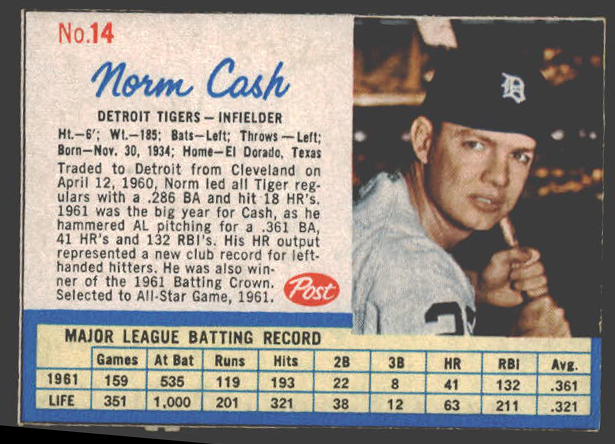 No.14
Norm Cash
DETROIT TIGERS — INFIELDER
Ht.—6'; Wt.—185; Bats—Left; Throws—Left;
Born—Nov. 30, 1934; Home—El Dorado, Texas
Traded to Detroit from Cleveland on
April 12, 1960, Norm led all Tiger reg-
ulars with a .286 BA and hit 18 HR's.
1961 was the big year for Cash, as he
hammered AL pitching for a .361 BA,
41 HR's and 132 RBI's. His HR output
represented a new club record for left-
handed hitters. He was also win-
ner of the 1961 Batting Crown.
Selected to All-Star Game, 1961.
Post
D
MAJOR LEAGUE BATTING RECORD
Games At Bat Runs Hits 2B 3B HR RBI Avg.
1961 159 535 119 193 22 8 41 132 .361
LIFE 351 1,000 201 321 38 12 63 211 .321